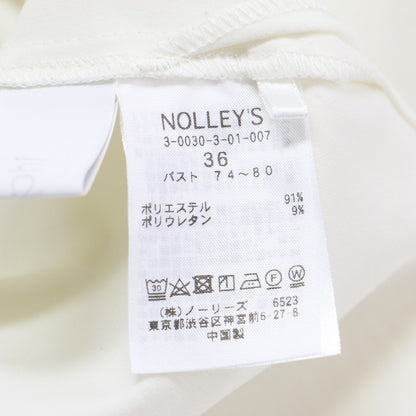 NOLLEY'S
3-0030-3-01-007
36
バスト 74～80
ポリエステル 91%
ポリウレタン 9%
30 F W
(株)ノーリーズ 6523
東京都渋谷区神宮前6-27-8
中国製